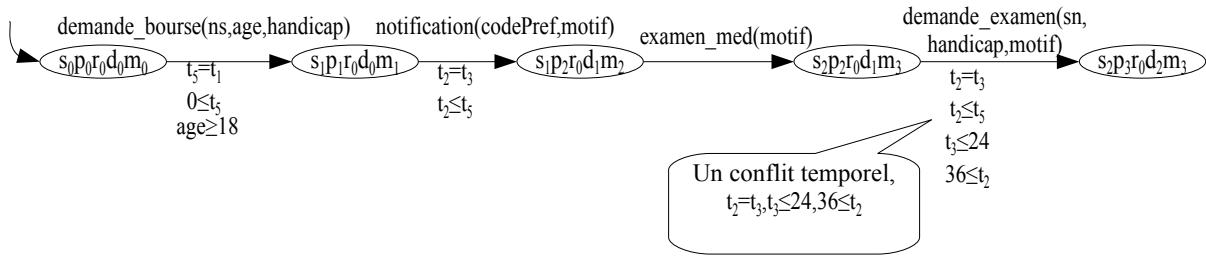 demande_bourse(ns,age,handicap)
notification(codePref,motif)
examen_med(motif)
demande_examen(sn,
handicap,motif)
s₀p₀r₀d₀m₀
s₁p₁r₀d₀m₁
s₁p₂r₀d₁m₂
s₂p₂r₀d₁m₃
s₂p₃r₀d₂m₃
t₅=t₁
0≤t₅
age≥18
t₂=t₃
t₂≤t₅
t₂=t₃
t₂≤t₅
t₃≤24
36≤t₂
Un conflit temporel,
t₂=t₃,t₃≤24,36≤t₂